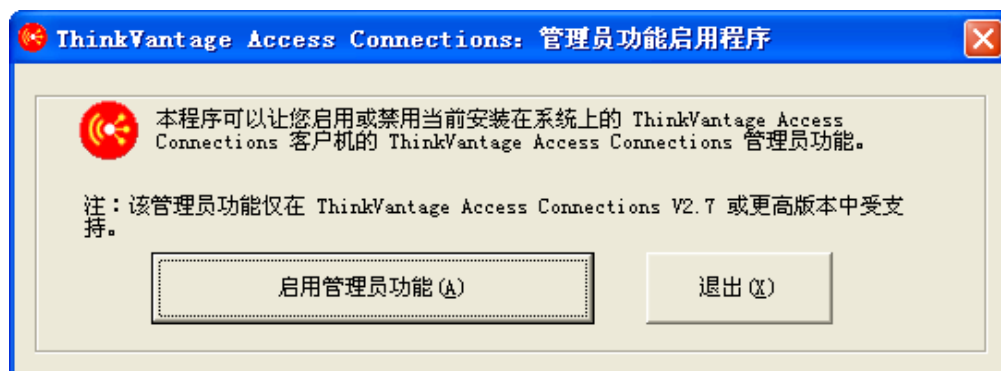 ThinkVantage Access Connections: 管理员功能启用程序
本程序可以让您启用或禁用当前安装在系统上的 ThinkVantage Access
Connections 客户机的 ThinkVantage Access Connections 管理员功能。
注：该管理员功能仅在 ThinkVantage Access Connections V2.7 或更高版本中受支
持。
启用管理员功能(A)
退出(X)